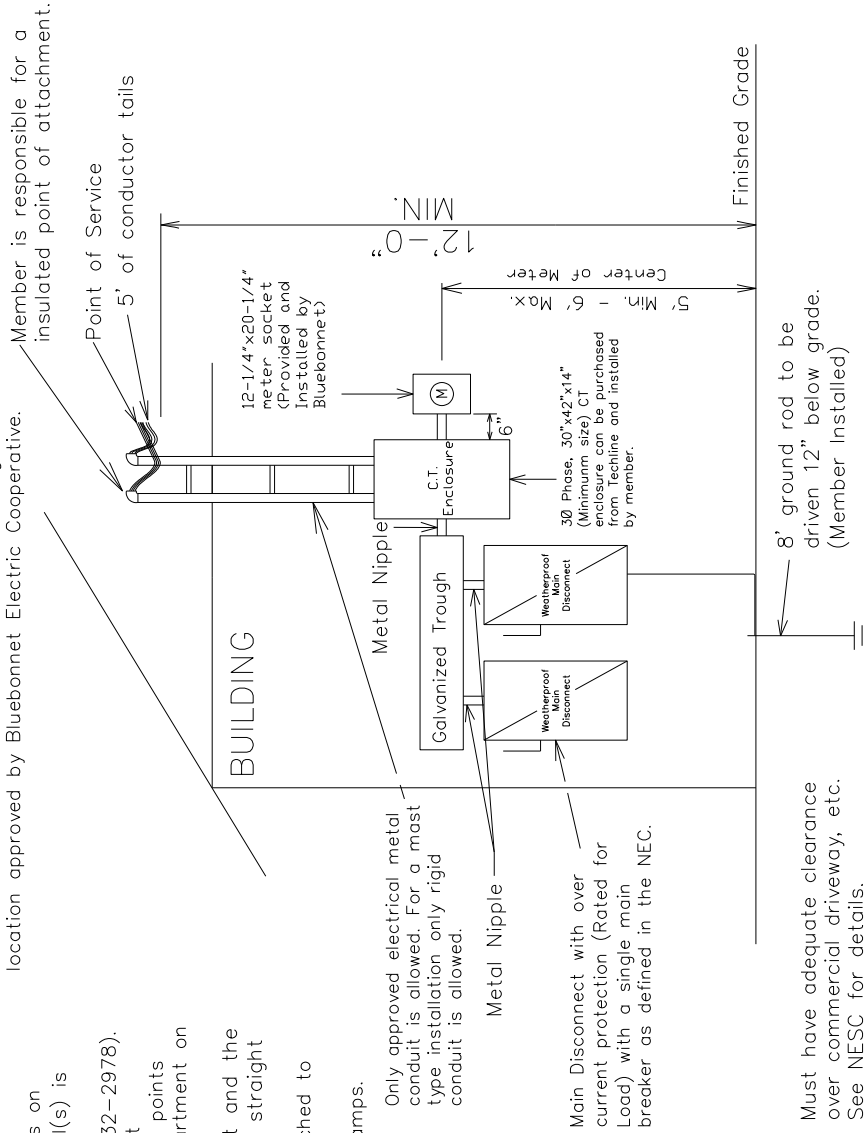 location approved by Bluebonnet Electric Cooperative.
s on
l(s) is
32-2978).
t points
artment on
t and the
straight
ched to
amps.
Member is responsible for a
insulated point of attachment.
Point of Service
5' of conductor tails
12'-0"
MIN.
5' Min. - 6' Max.
Center of Meter
Finished Grade
12-1/4"x20-1/4"
meter socket
(Provided and
Installed by
Bluebonnet)
M
6"
C.T.
Enclosure
3Ø Phase, 30"x42"x14"
(Minimunm size) CT
enclosure can be purchased
from Techline and installed
by member.
BUILDING
Metal Nipple
Galvanized Trough
Weatherproof
Main
Disconnect
Weatherproof
Main
Disconnect
8' ground rod to be
driven 12" below grade.
(Member Installed)
Only approved electrical metal
conduit is allowed. For a mast
type installation only rigid
conduit is allowed.
Metal Nipple
Main Disconnect with over
current protection (Rated for
Load) with a single main
breaker as defined in the NEC.
Must have adequate clearance
over commercial driveway, etc.
See NESC for details.